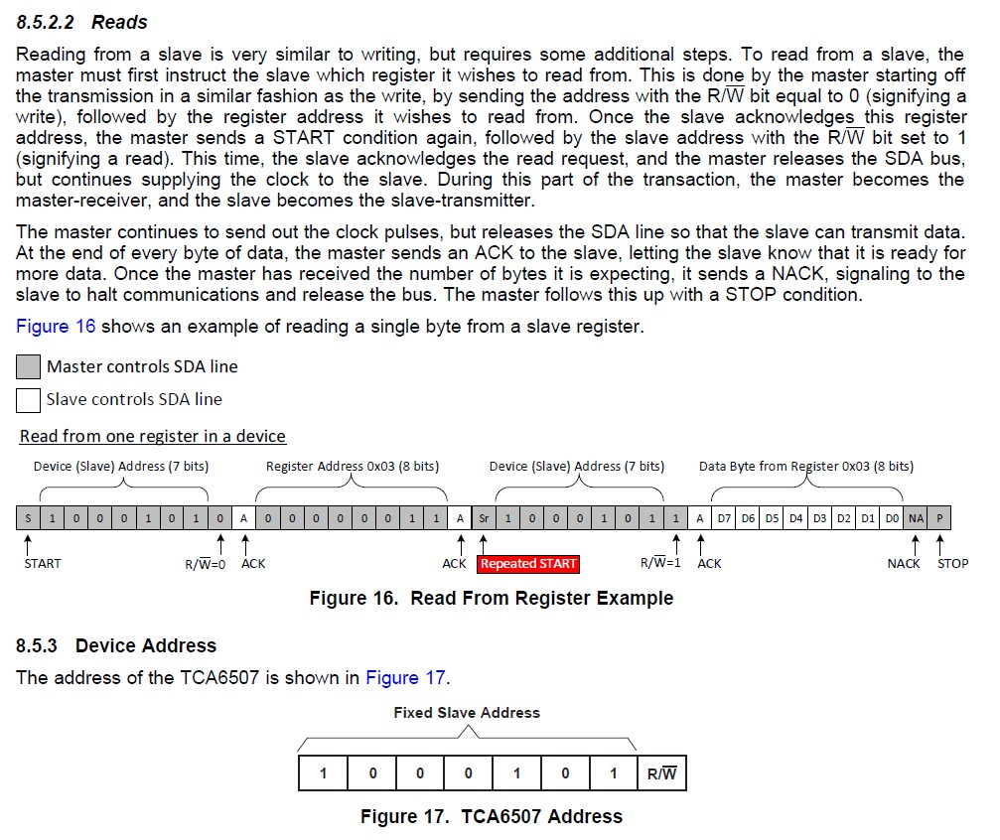 8.5.2.2 Reads
Reading from a slave is very similar to writing, but requires some additional steps. To read from a slave, the
master must first instruct the slave which register it wishes to read from. This is done by the master starting off
the transmission in a similar fashion as the write, by sending the address with the R/W̅ bit equal to 0 (signifying a
write), followed by the register address it wishes to read from. Once the slave acknowledges this register
address, the master sends a START condition again, followed by the slave address with the R/W̅ bit set to 1
(signifying a read). This time, the slave acknowledges the read request, and the master releases the SDA bus,
but continues supplying the clock to the slave. During this part of the transaction, the master becomes the
master-receiver, and the slave becomes the slave-transmitter.
The master continues to send out the clock pulses, but releases the SDA line so that the slave can transmit data.
At the end of every byte of data, the master sends an ACK to the slave, letting the slave know that it is ready for
more data. Once the master has received the number of bytes it is expecting, it sends a NACK, signaling to the
slave to halt communications and release the bus. The master follows this up with a STOP condition.
Figure 16 shows an example of reading a single byte from a slave register.
Master controls SDA line
Slave controls SDA line
Read from one register in a device
Device (Slave) Address (7 bits) Register Address 0x03 (8 bits) Device (Slave) Address (7 bits) Data Byte from Register 0x03 (8 bits)
S 1 0 0 0 1 0 1 0 A 0 0 0 0 0 0 1 1 A Sr 1 0 0 0 1 0 1 1 A D7 D6 D5 D4 D3 D2 D1 D0 NA P
START R/W̅=0 ACK ACK Repeated START R/W̅=1 ACK NACK STOP
Figure 16. Read From Register Example
8.5.3 Device Address
The address of the TCA6507 is shown in Figure 17.
Fixed Slave Address
1 0 0 0 1 0 1 R/W̅
Figure 17. TCA6507 Address